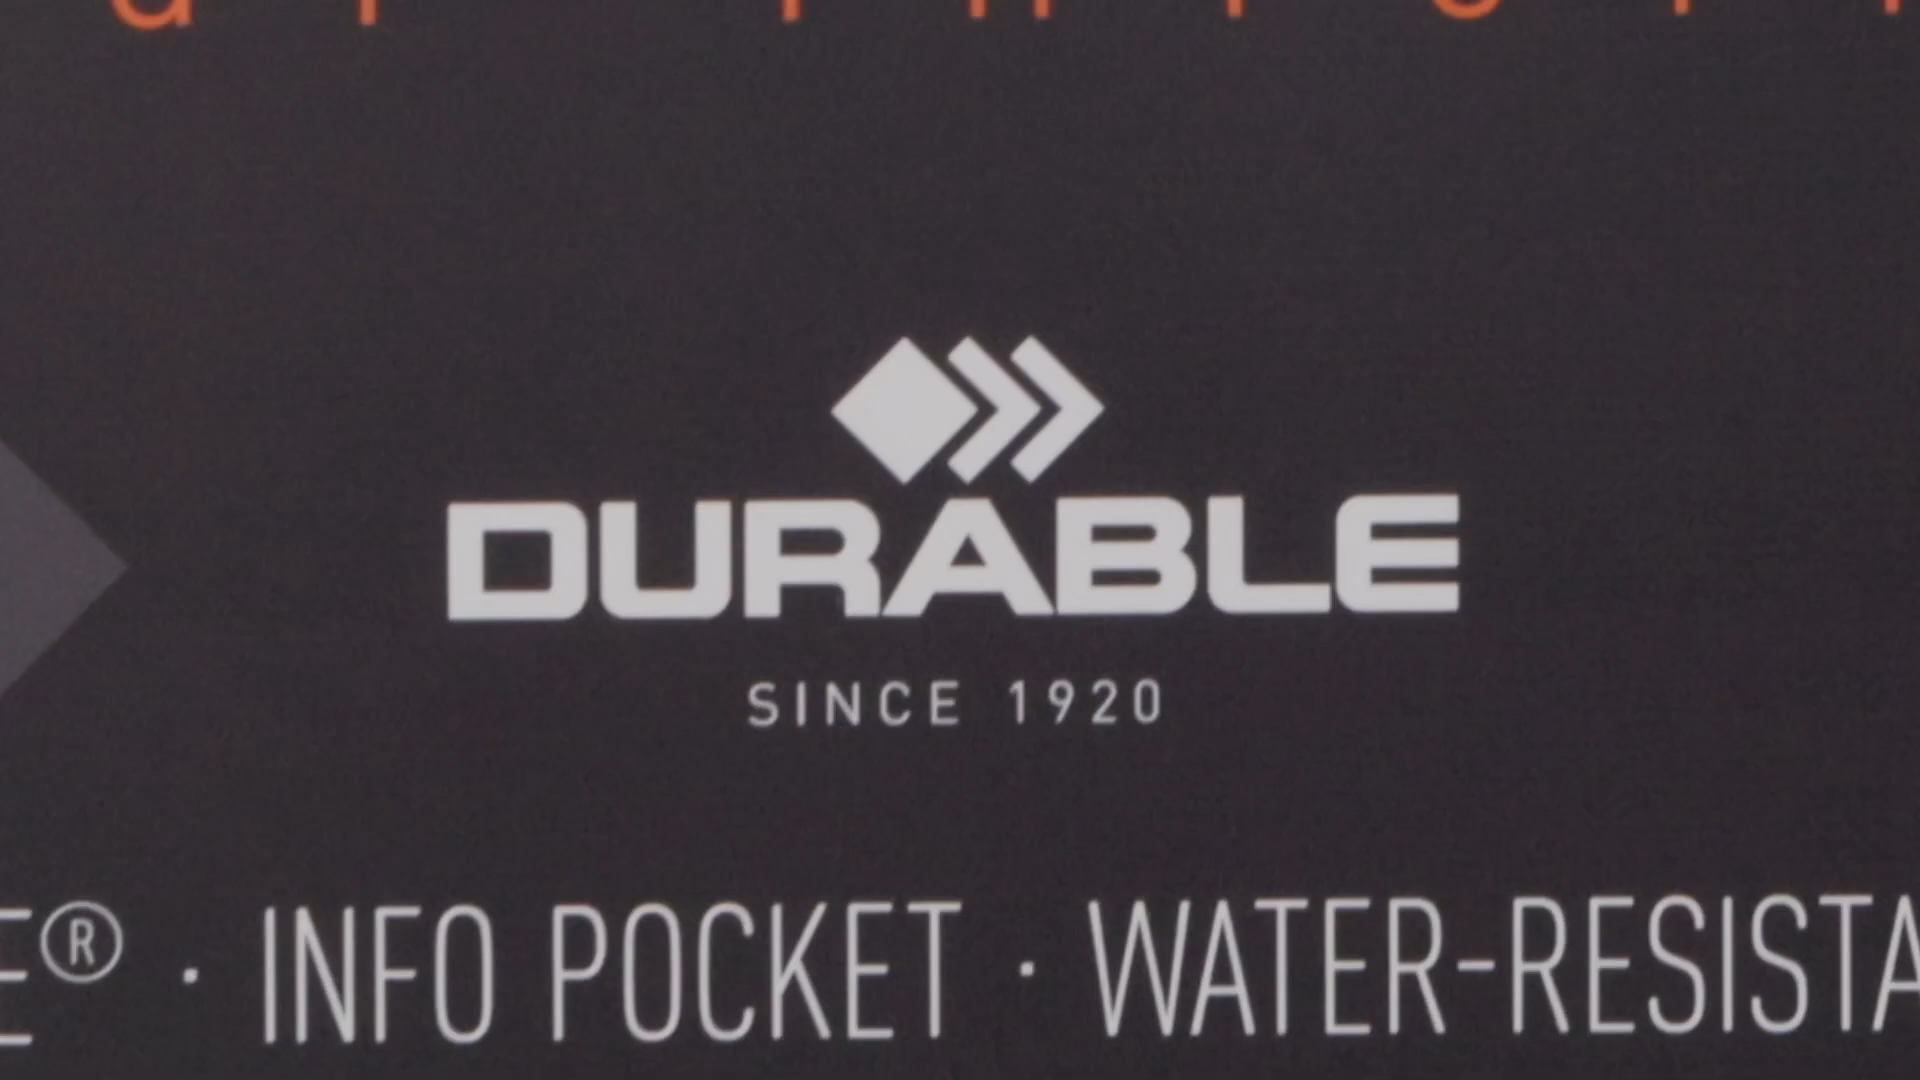 DURABLE
SINCE 1920
® · INFO POCKET · WATER-RESISTA